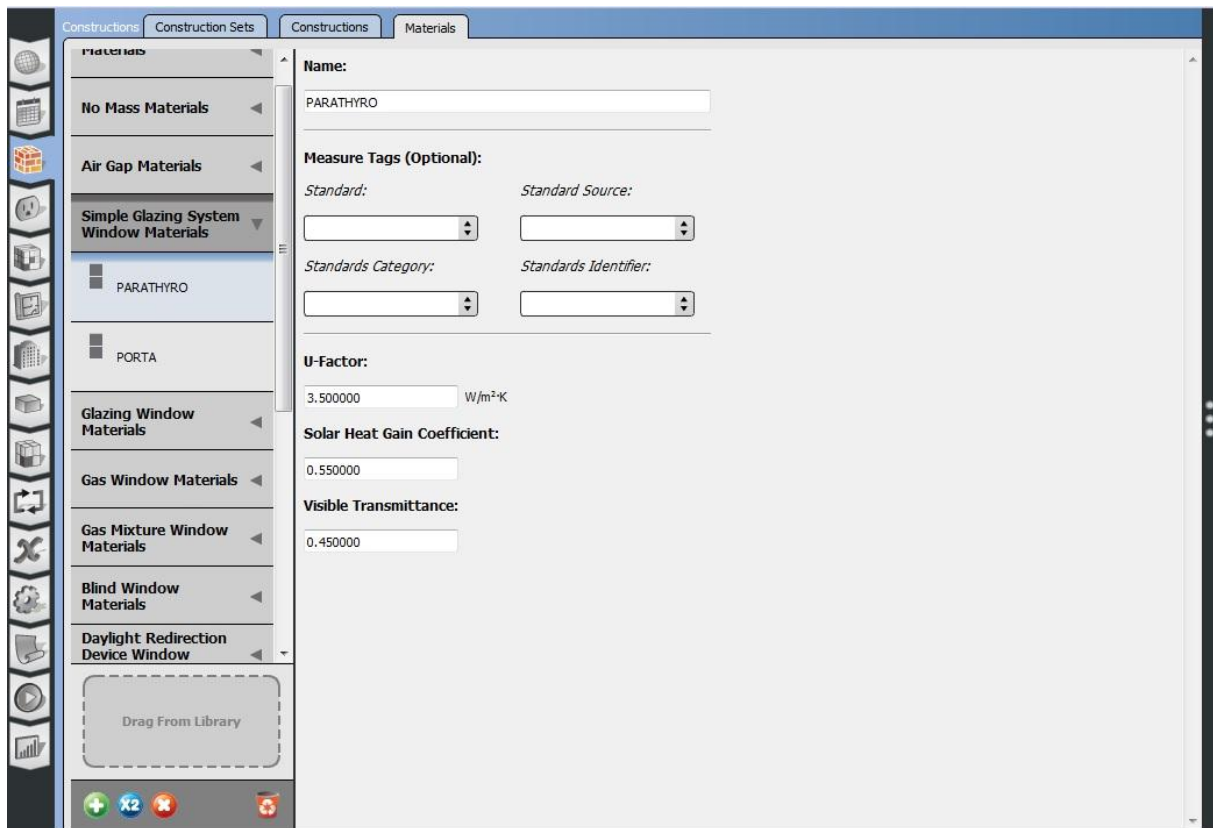 Constructions
Construction Sets
Constructions
Materials
Materials
No Mass Materials
Air Gap Materials
Simple Glazing System
Window Materials
PARATHYRO
PORTA
Glazing Window
Materials
Gas Window Materials
Gas Mixture Window
Materials
Blind Window
Materials
Daylight Redirection
Device Window
Drag From Library
X2
Name:
PARATHYRO
Measure Tags (Optional):
Standard:
Standard Source:
Standards Category:
Standards Identifier:
U-Factor:
3.500000 W/m²·K
Solar Heat Gain Coefficient:
0.550000
Visible Transmittance:
0.450000